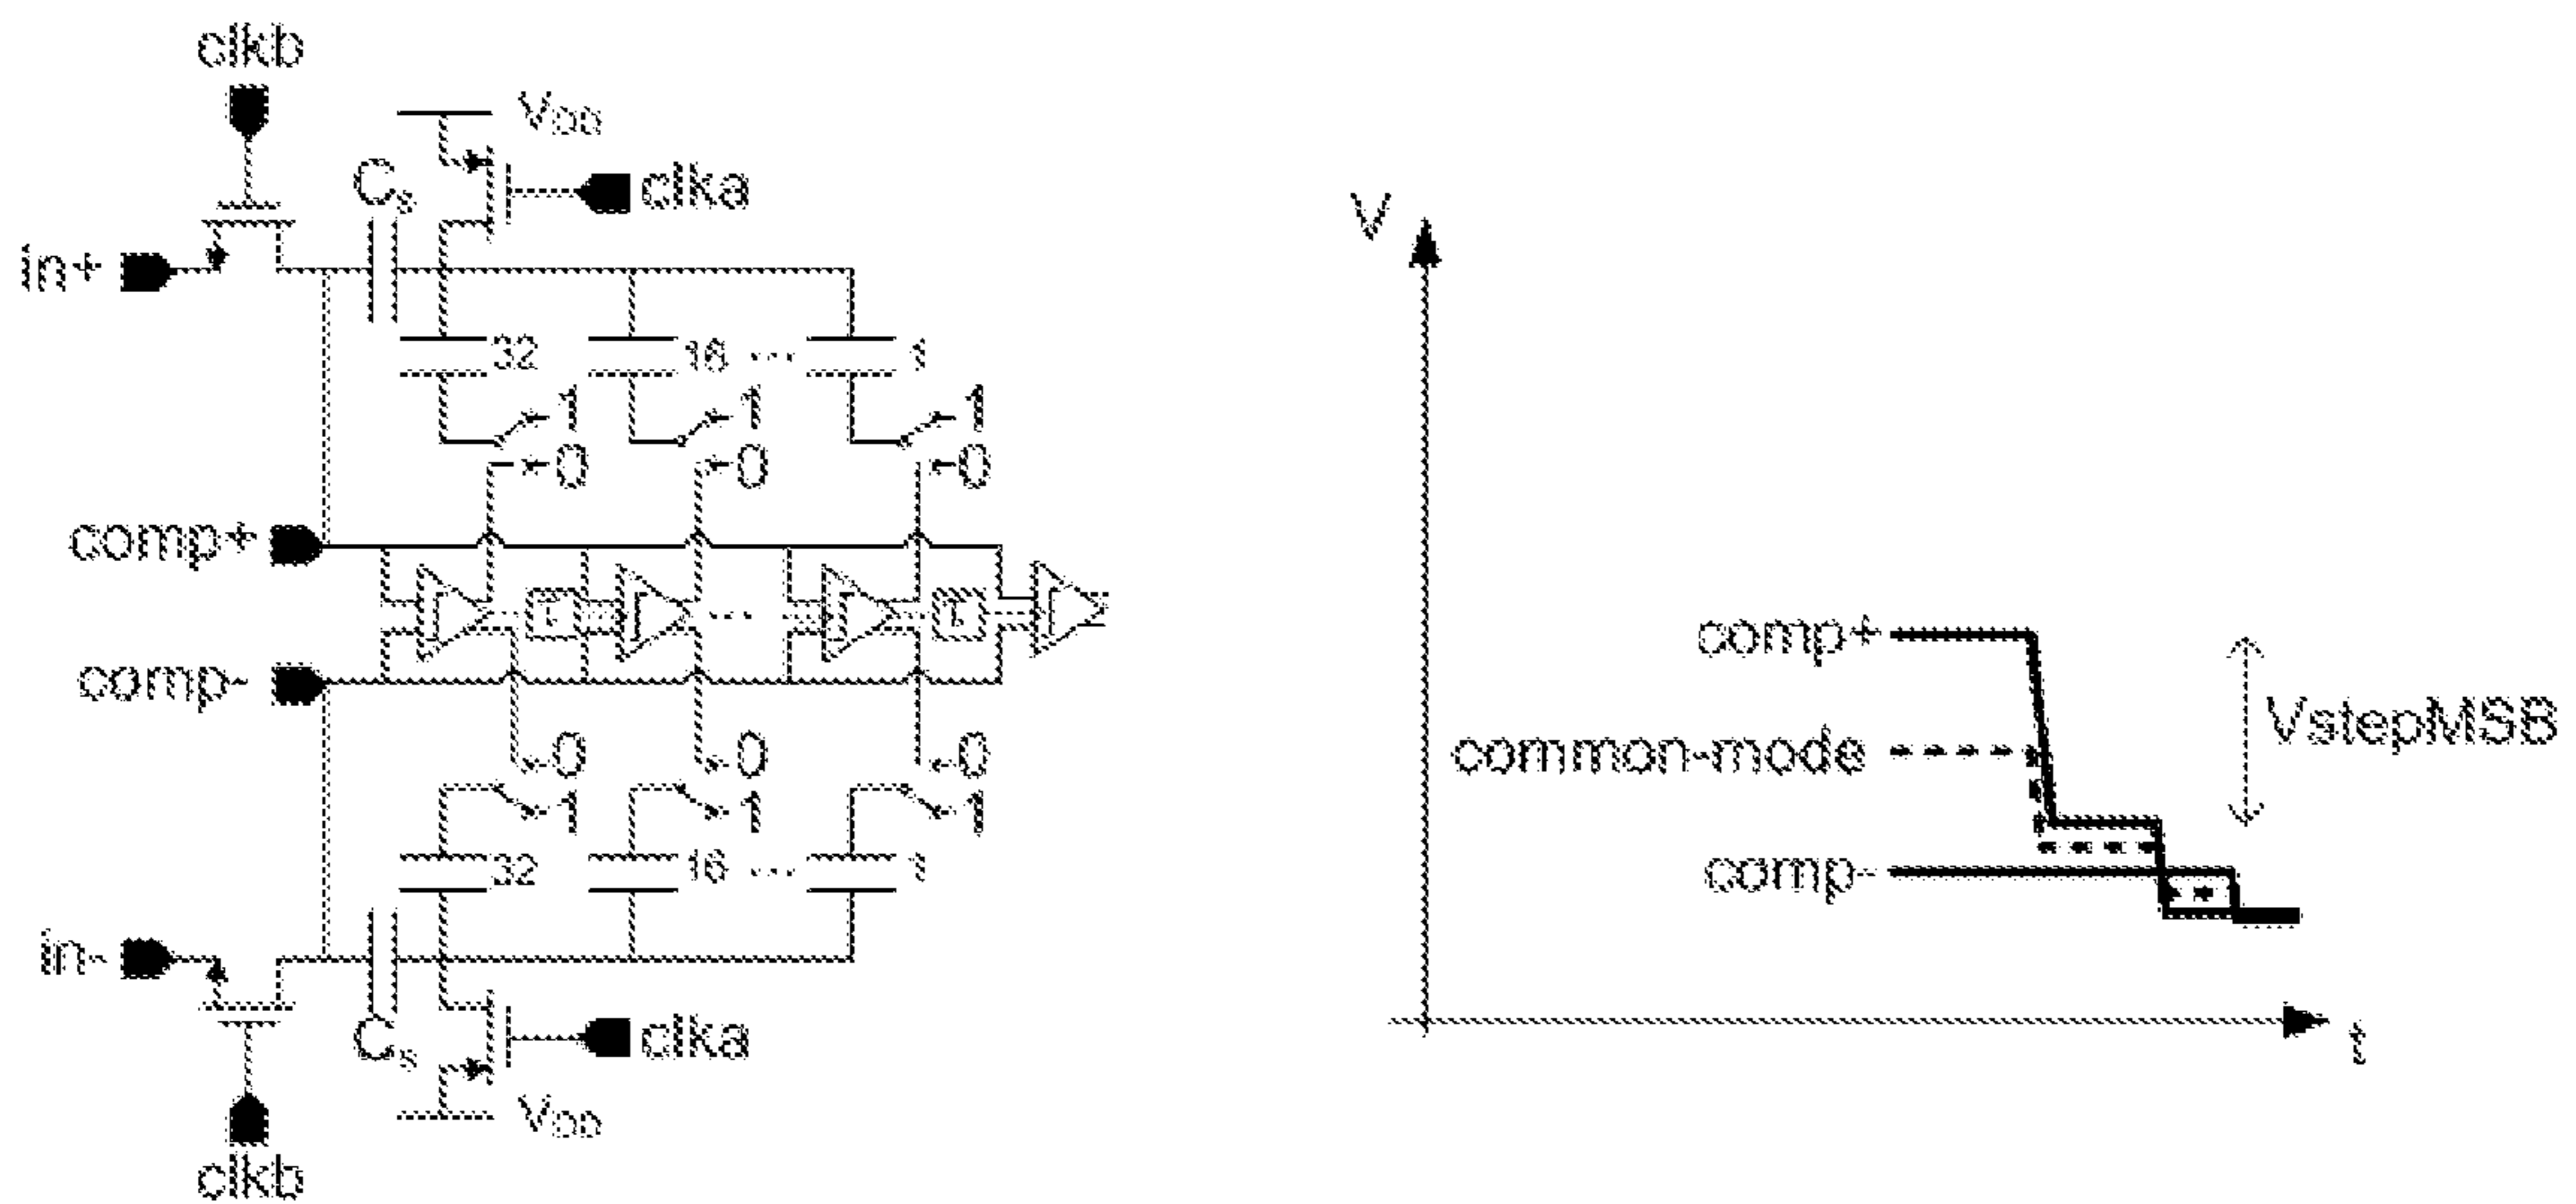 clkb
VDD
Cs
clka
in+
32 16 ... 1
1 1 1
0 0 0
comp+
comp-
0 0 0
1 1 1
32 16 ... 1
in-
Cs
clka
VDD
clkb
V
comp+
common-mode
VstepMSB
comp-
t